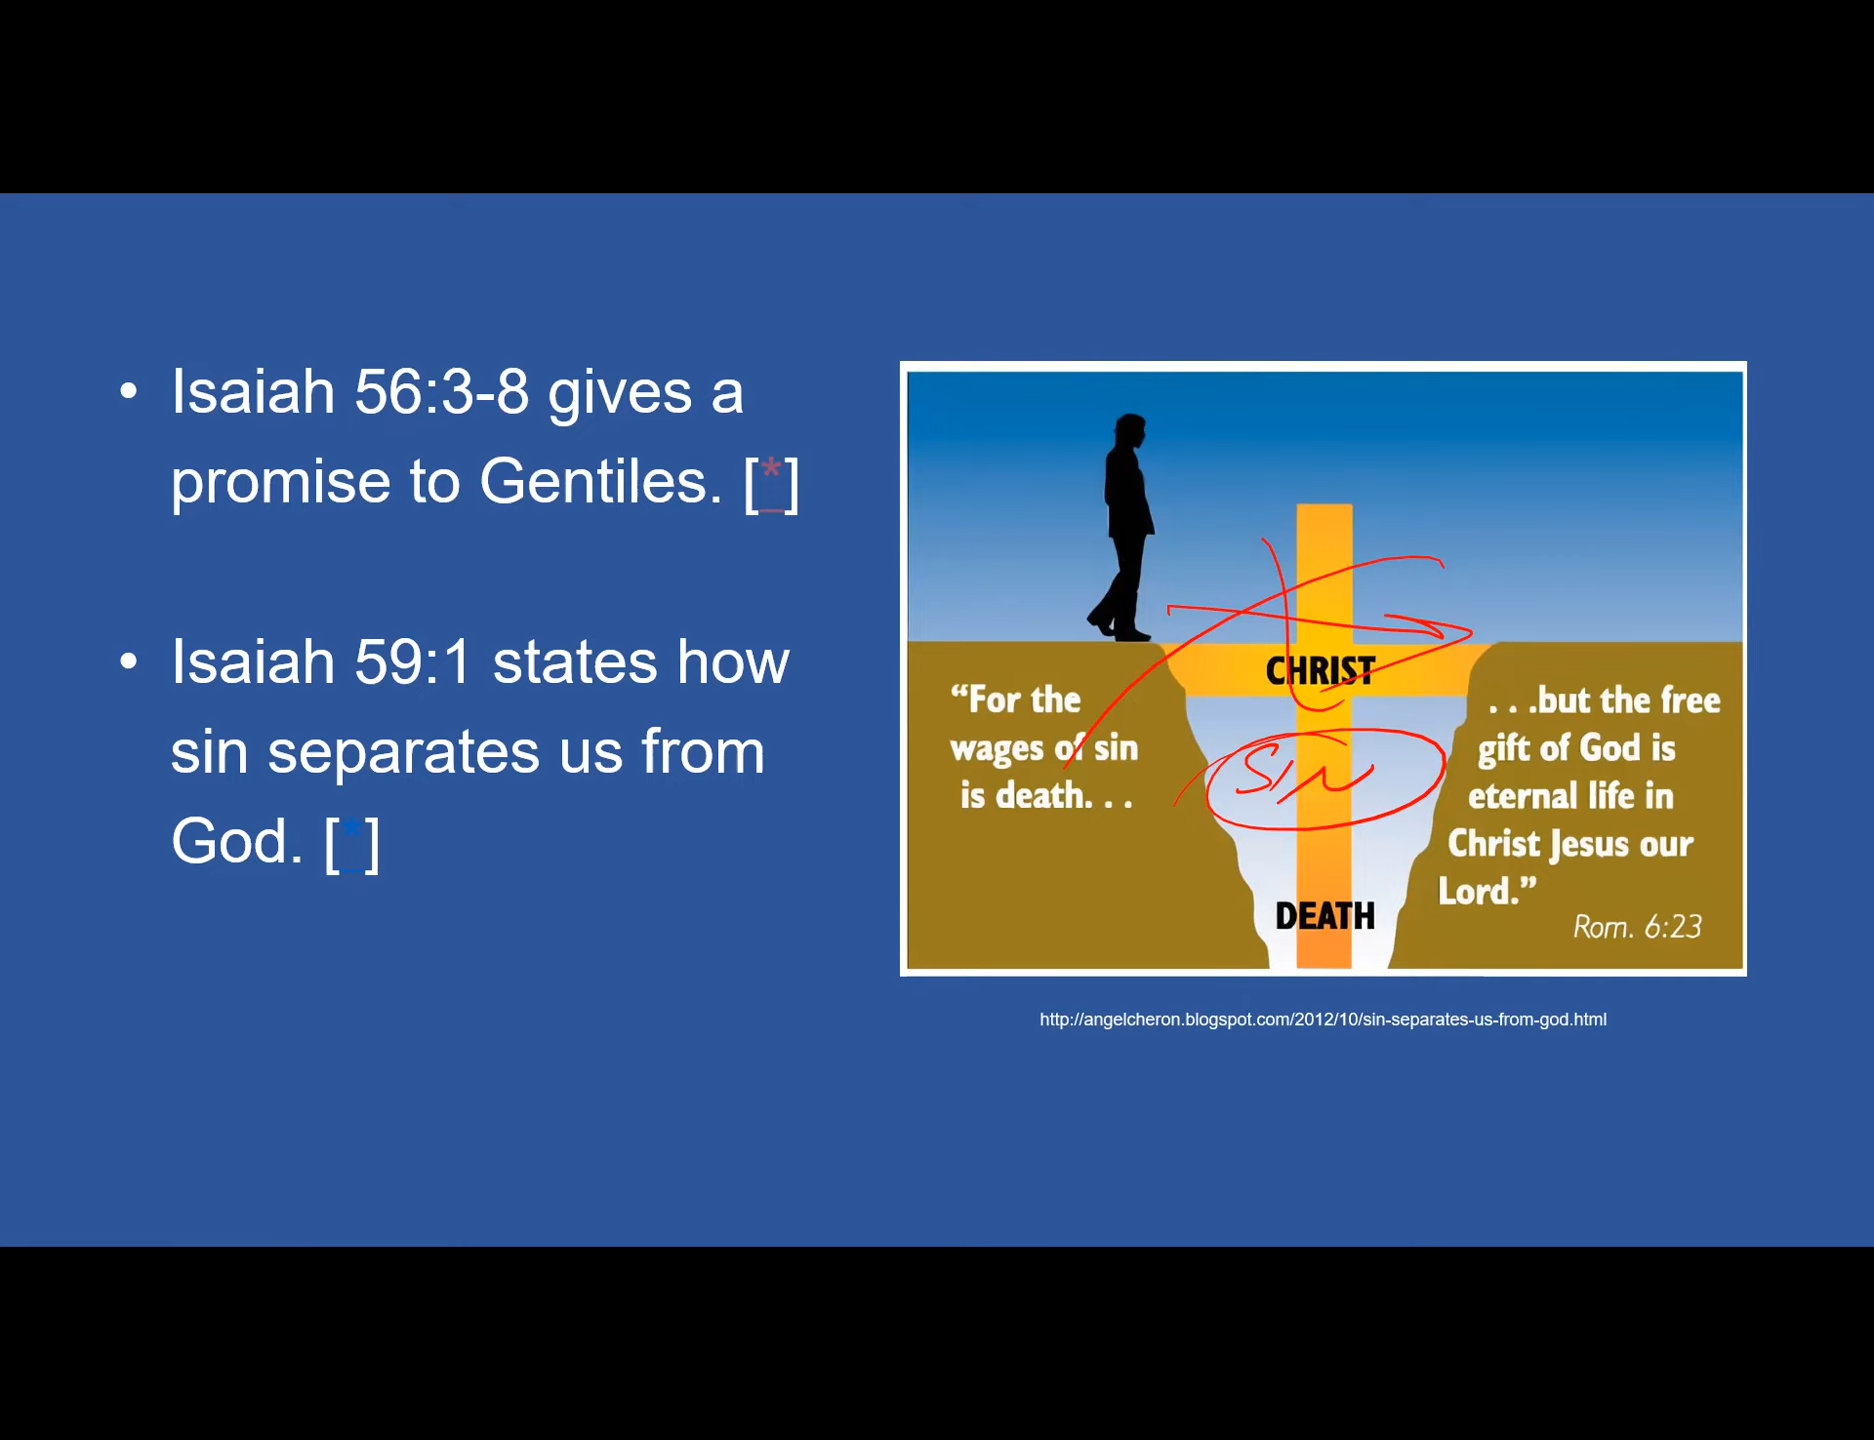 • Isaiah 56:3-8 gives a
promise to Gentiles. [*]
• Isaiah 59:1 states how
sin separates us from
God. [*]
CHRIST
“For the
wages of sin
is death. . .
SIN
DEATH
. . .but the free
gift of God is
eternal life in
Christ Jesus our
Lord.”
Rom. 6:23
http://angelcheron.blogspot.com/2012/10/sin-separates-us-from-god.html